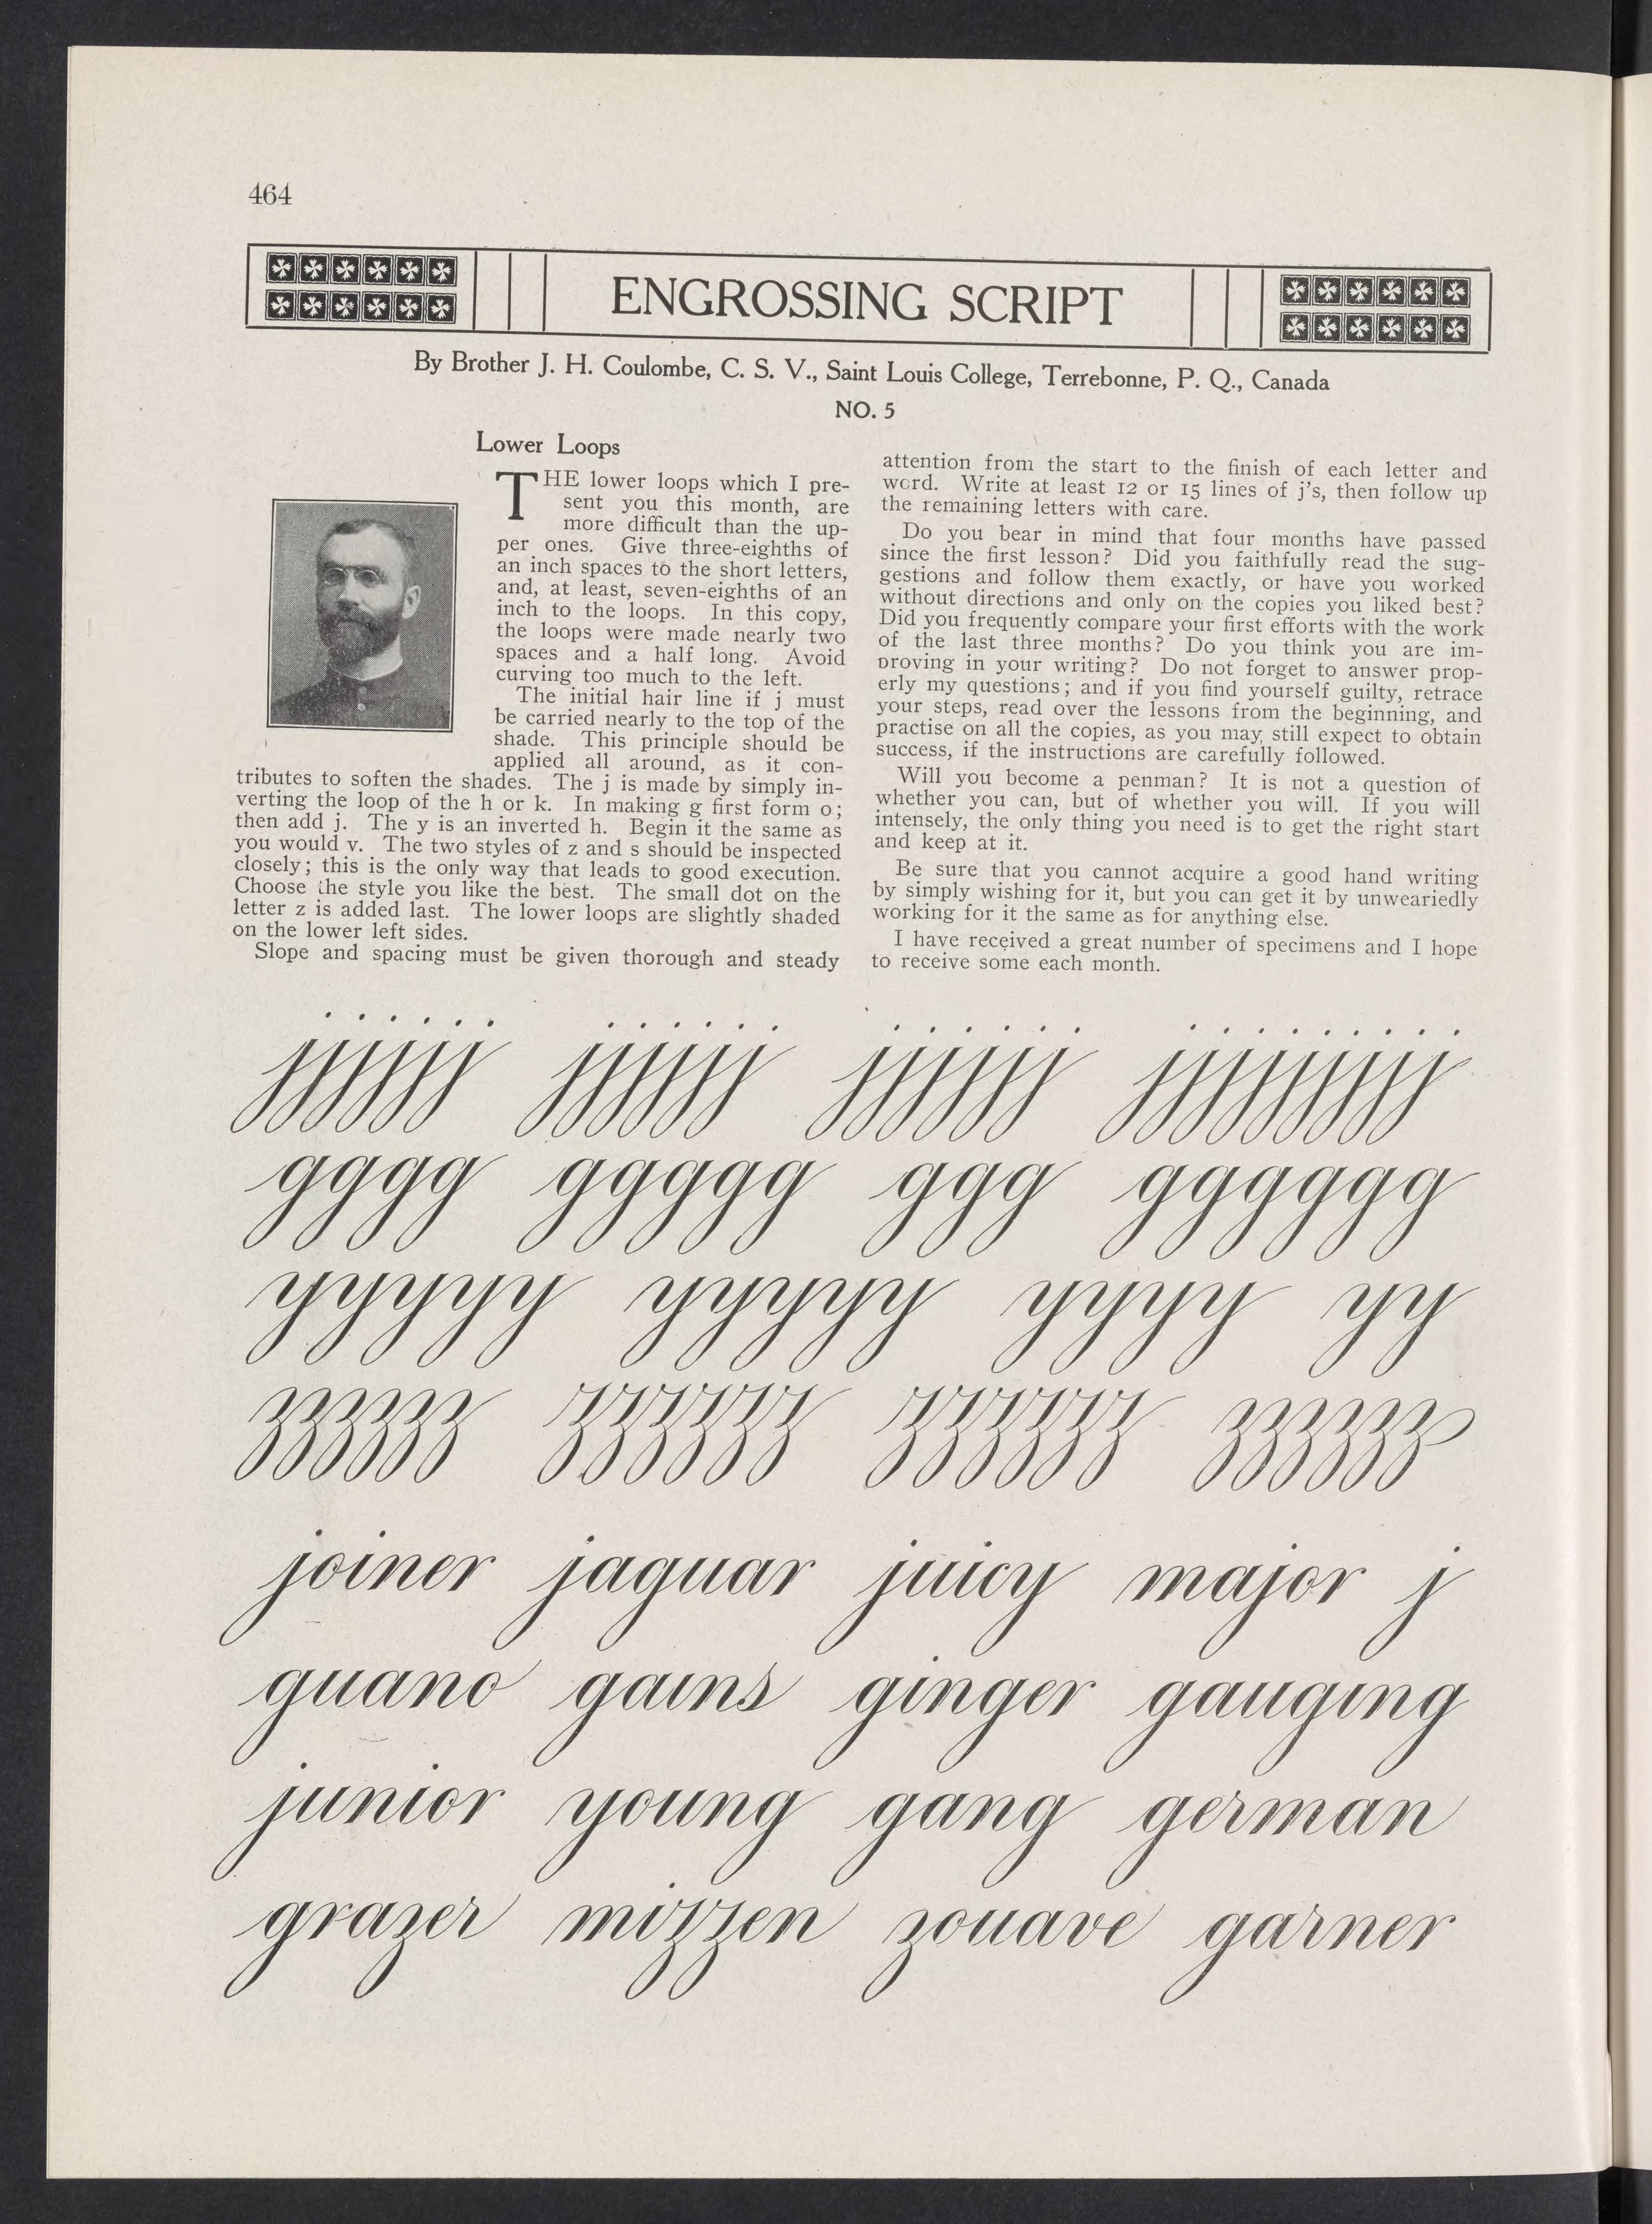 464
ENGROSSING SCRIPT
By Brother J. H. Coulombe, C. S. V., Saint Louis College, Terrebonne, P. Q., Canada
NO. 5
Lower Loops
THE lower loops which I pre-
sent you this month, are
more difficult than the up-
per ones. Give three-eighths of
an inch spaces to the short letters,
and, at least, seven-eighths of an
inch to the loops. In this copy,
the loops were made nearly two
spaces and a half long. Avoid
curving too much to the left.
The initial hair line if j must
be carried nearly to the top of the
shade. This principle should be
applied all around, as it con-
tributes to soften the shades. The j is made by simply in-
verting the loop of the h or k. In making g first form o;
then add j. The y is an inverted h. Begin it the same as
you would v. The two styles of z and s should be inspected
closely; this is the only way that leads to good execution.
Choose the style you like the best. The small dot on the
letter z is added last. The lower loops are slightly shaded
on the lower left sides.
Slope and spacing must be given thorough and steady
attention from the start to the finish of each letter and
word. Write at least 12 or 15 lines of j's, then follow up
the remaining letters with care.
Do you bear in mind that four months have passed
since the first lesson? Did you faithfully read the sug-
gestions and follow them exactly, or have you worked
without directions and only on the copies you liked best?
Did you frequently compare your first efforts with the work
of the last three months? Do you think you are im-
proving in your writing? Do not forget to answer prop-
erly my questions; and if you find yourself guilty, retrace
your steps, read over the lessons from the beginning, and
practise on all the copies, as you may still expect to obtain
success, if the instructions are carefully followed.
Will you become a penman? It is not a question of
whether you can, but of whether you will. If you will
intensely, the only thing you need is to get the right start
and keep at it.
Be sure that you cannot acquire a good hand writing
by simply wishing for it, but you can get it by unweariedly
working for it the same as for anything else.
I have received a great number of specimens and I hope
to receive some each month.
jjjjjj jjjjjj jjjjjj jjjjjjjjj
gggg ggggg ggg gggggg
yyyyy yyyyy yyyy yy
zzzzzz zzzzzz zzzzzz zzzzzz
joiner jaguar juicy major j
guano gains ginger gauging
junior young gang german
grazer mizzen zouave garner